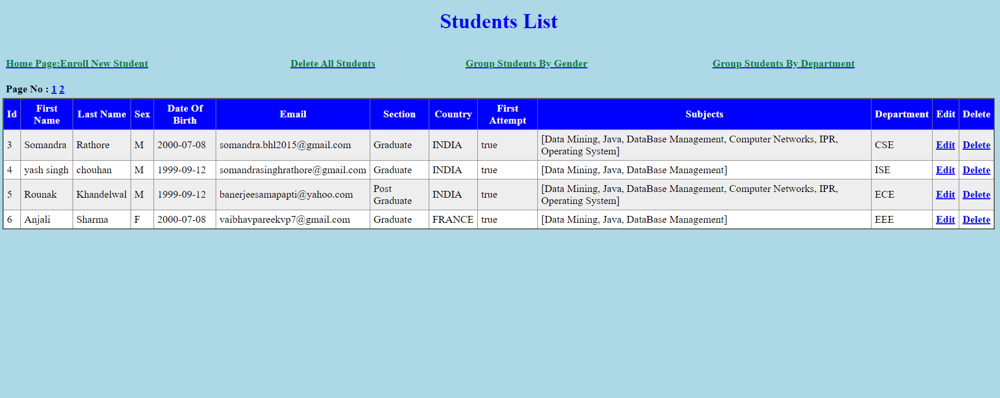 Students List
Home Page:Enroll New Student Delete All Students Group Students By Gender Group Students By Department
Page No : 1 2
Id First Name Last Name Sex Date Of Birth Email Section Country First Attempt Subjects Department Edit Delete
3 Somandra Rathore M 2000-07-08 somandra.bhl2015@gmail.com Graduate INDIA true [Data Mining, Java, DataBase Management, Computer Networks, IPR, Operating System] CSE Edit Delete
4 yash singh chouhan M 1999-09-12 somandrasinghrathore@gmail.com Graduate INDIA true [Data Mining, Java, DataBase Management] ISE Edit Delete
5 Rounak Khandelwal M 1999-09-12 banerjeesamapapti@yahoo.com Post Graduate INDIA true [Data Mining, Java, DataBase Management, Computer Networks, IPR, Operating System] ECE Edit Delete
6 Anjali Sharma F 2000-07-08 vaibhavpareekvp7@gmail.com Graduate FRANCE true [Data Mining, Java, DataBase Management] EEE Edit Delete